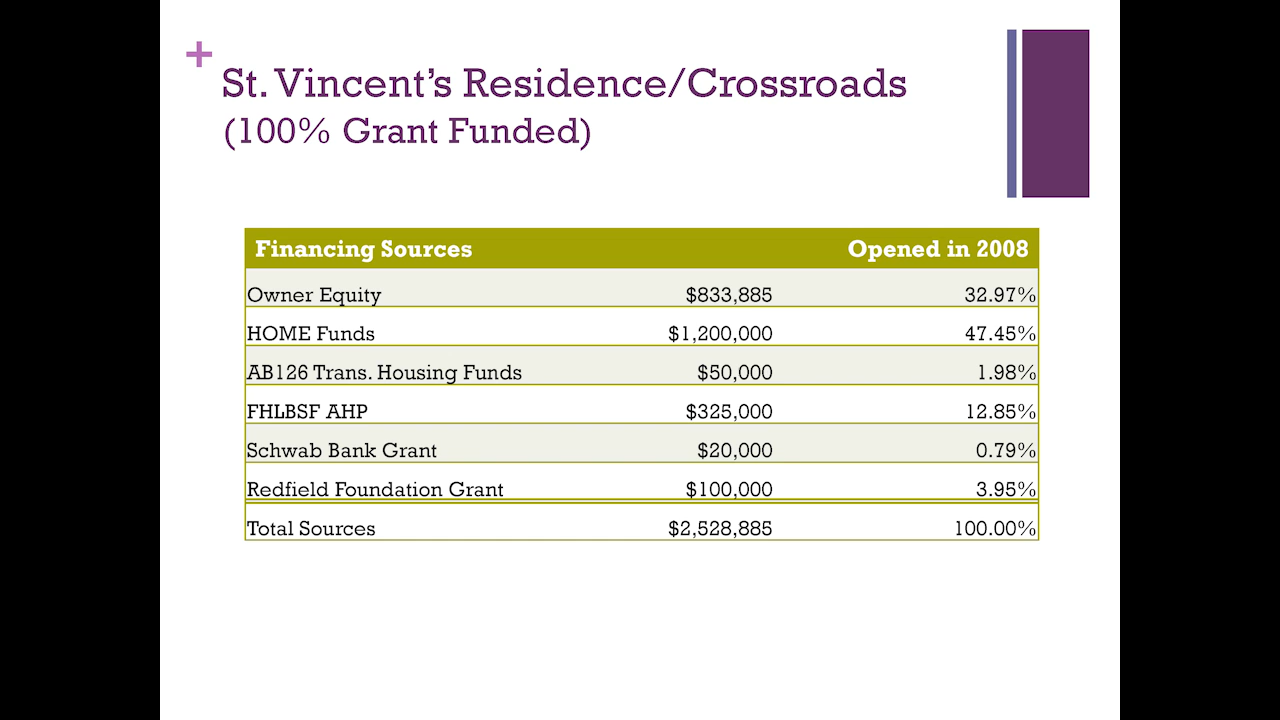 +
St. Vincent's Residence/Crossroads
(100% Grant Funded)
Financing Sources Opened in 2008
Owner Equity $833,885 32.97%
HOME Funds $1,200,000 47.45%
AB126 Trans. Housing Funds $50,000 1.98%
FHLBSF AHP $325,000 12.85%
Schwab Bank Grant $20,000 0.79%
Redfield Foundation Grant $100,000 3.95%
Total Sources $2,528,885 100.00%